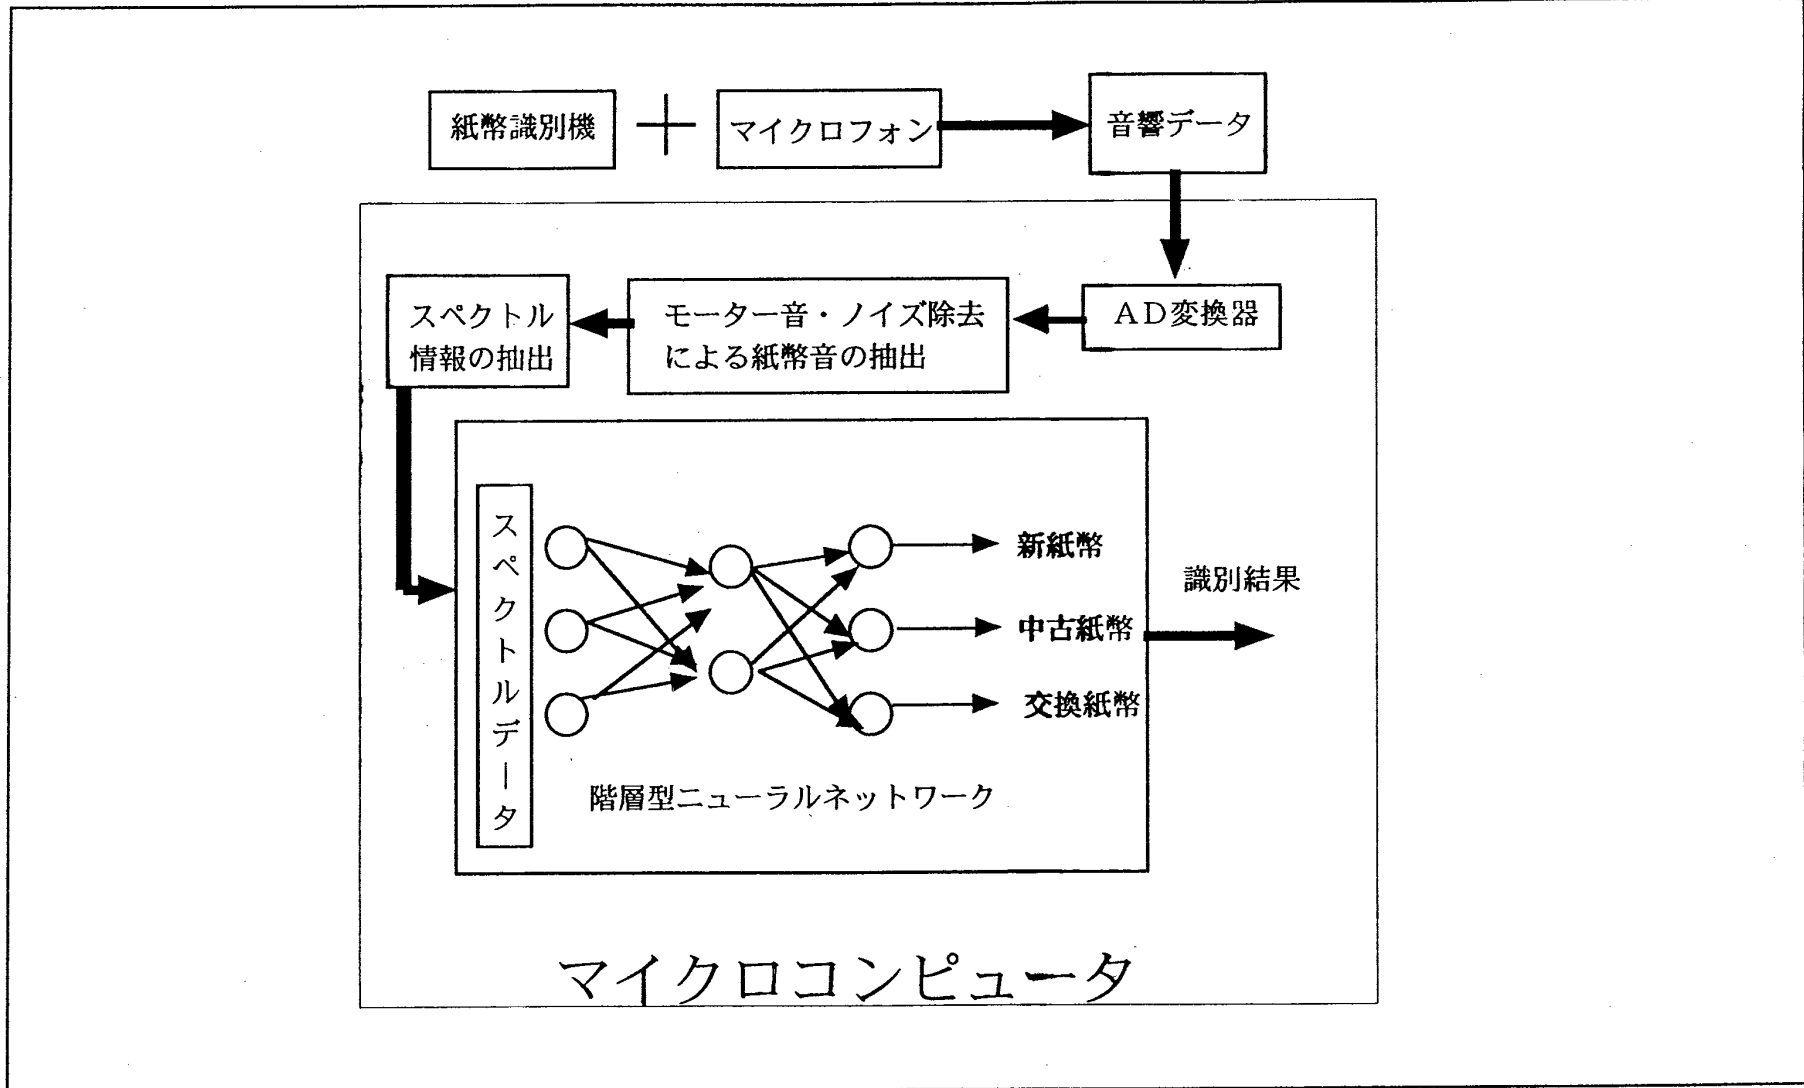 紙幣識別機
マイクロフォン
音響データ
AD変換器
モーター音・ノイズ除去
による紙幣音の抽出
スペクトル
情報の抽出
スペクトルデータ
新紙幣
中古紙幣
交換紙幣
識別結果
階層型ニューラルネットワーク
マイクロコンピュータ